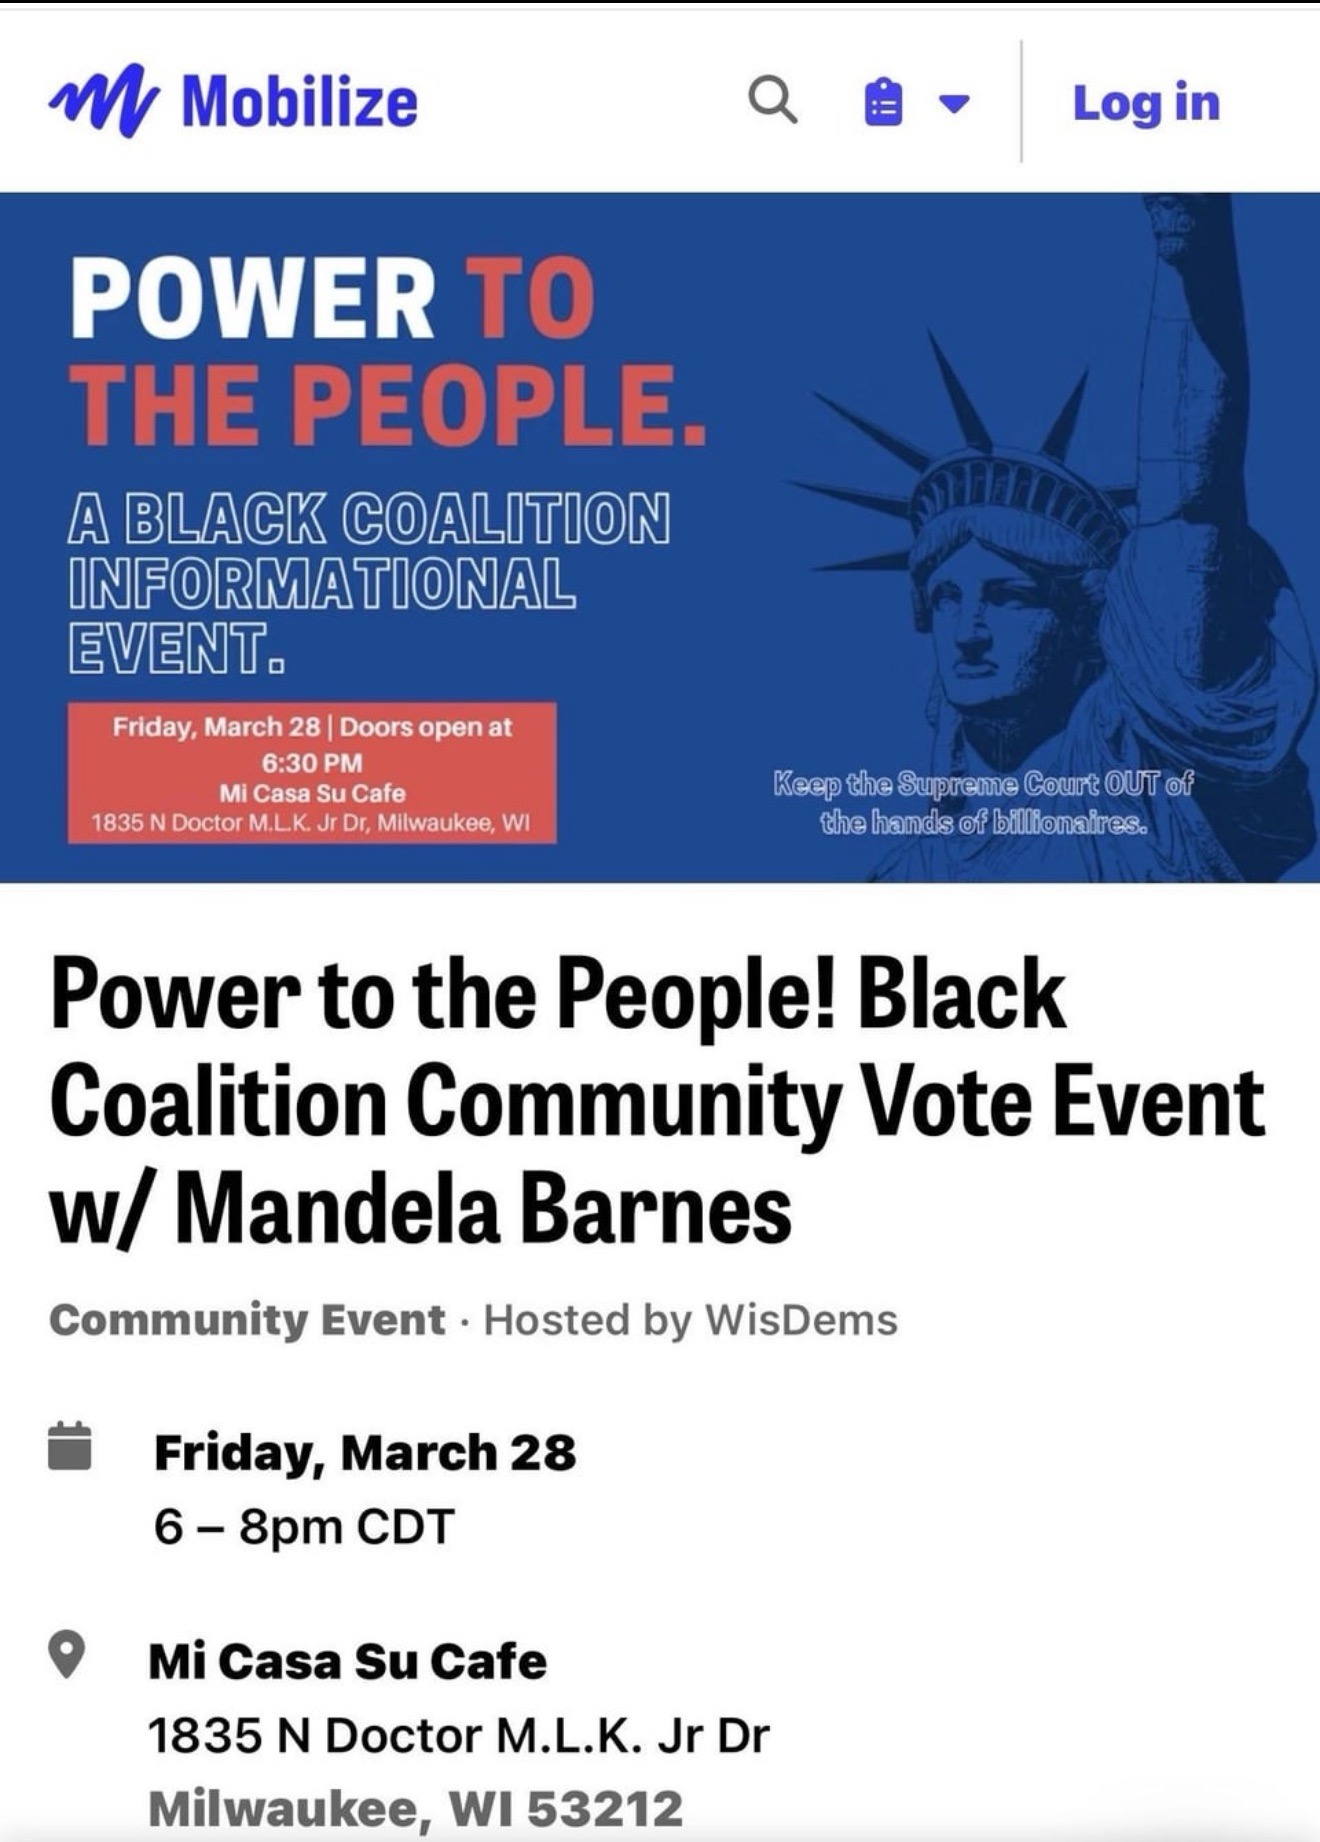 Mobilize
Log in
POWER TO
THE PEOPLE.
A BLACK COALITION
INFORMATIONAL
EVENT.
Friday, March 28 | Doors open at
6:30 PM
Mi Casa Su Cafe
1835 N Doctor M.L.K. Jr Dr, Milwaukee, WI
Keep the Supreme Court OUT of
the hands of billionaires.
Power to the People! Black
Coalition Community Vote Event
w/ Mandela Barnes
Community Event · Hosted by WisDems
Friday, March 28
6 – 8pm CDT
Mi Casa Su Cafe
1835 N Doctor M.L.K. Jr Dr
Milwaukee, WI 53212